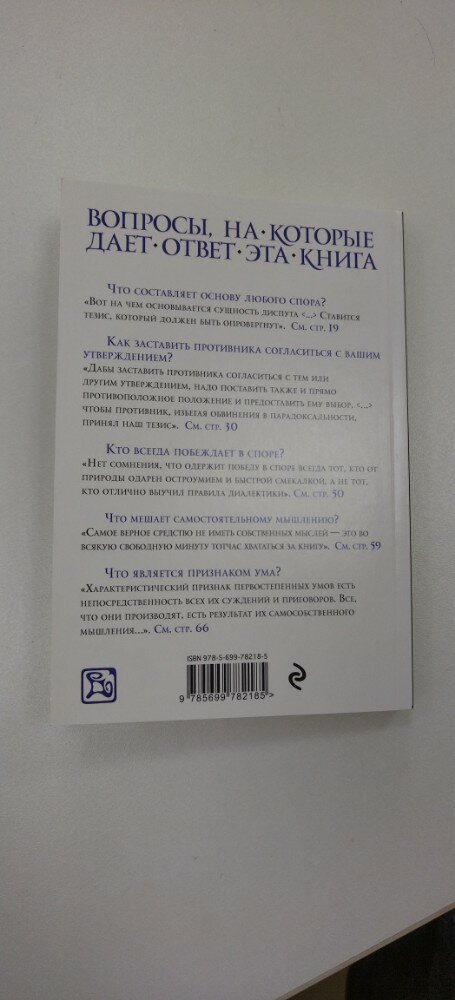 ВОПРОСЫ, НА·КОТОРЫЕ
ДАЕТ·ОТВЕТ·ЭТА·КНИГА
Что составляет основу любого спора?
«Вот на чем основывается сущность диспута <...> Ставится
тезис, который должен быть опровергнут». См. стр. 19
Как заставить противника согласиться с вашим
утверждением?
«Дабы заставить противника согласиться с тем или
другим утверждением, надо поставить также и прямо
противоположное положение и предоставить ему выбор, <...>
чтобы противник, избегая обвинения в парадоксальности,
принял наш тезис». См. стр. 30
Кто всегда побеждает в споре?
«Нет сомнения, что одержит победу в споре всегда тот, кто от
природы одарен остроумием и быстрой смекалкой, а не тот,
кто отлично выучил правила диалектики». См. стр. 50
Что мешает самостоятельному мышлению?
«Самое верное средство не иметь собственных мыслей — это во
всякую свободную минуту тотчас хвататься за книгу». См. стр. 59
Что является признаком ума?
«Характеристический признак первостепенных умов есть
непосредственность всех их суждений и приговоров. Все,
что они производят, есть результат их самособственного
мышления...». См. стр. 66
ISBN 978-5-699-78218-5
9 785699 782185>